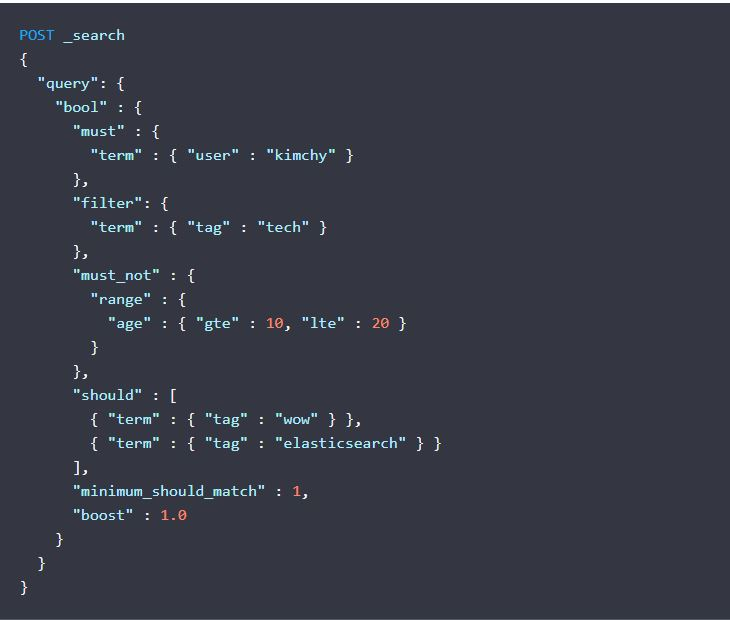 POST _search
{
  "query": {
    "bool" : {
      "must" : {
        "term" : { "user" : "kimchy" }
      },
      "filter": {
        "term" : { "tag" : "tech" }
      },
      "must_not" : {
        "range" : {
          "age" : { "gte" : 10, "lte" : 20 }
        }
      },
      "should" : [
        { "term" : { "tag" : "wow" } },
        { "term" : { "tag" : "elasticsearch" } }
      ],
      "minimum_should_match" : 1,
      "boost" : 1.0
    }
  }
}